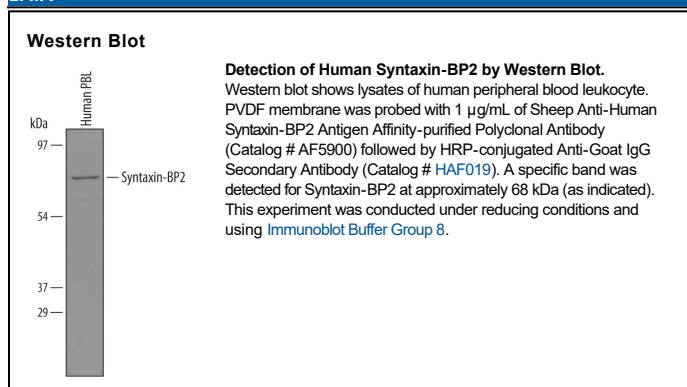 Western Blot
Human PBL
kDa
97
Syntaxin-BP2
54
37
29
Detection of Human Syntaxin-BP2 by Western Blot.
Western blot shows lysates of human peripheral blood leukocyte.
PVDF membrane was probed with 1 µg/mL of Sheep Anti-Human
Syntaxin-BP2 Antigen Affinity-purified Polyclonal Antibody
(Catalog # AF5900) followed by HRP-conjugated Anti-Goat IgG
Secondary Antibody (Catalog # HAF019). A specific band was
detected for Syntaxin-BP2 at approximately 68 kDa (as indicated).
This experiment was conducted under reducing conditions and
using Immunoblot Buffer Group 8.